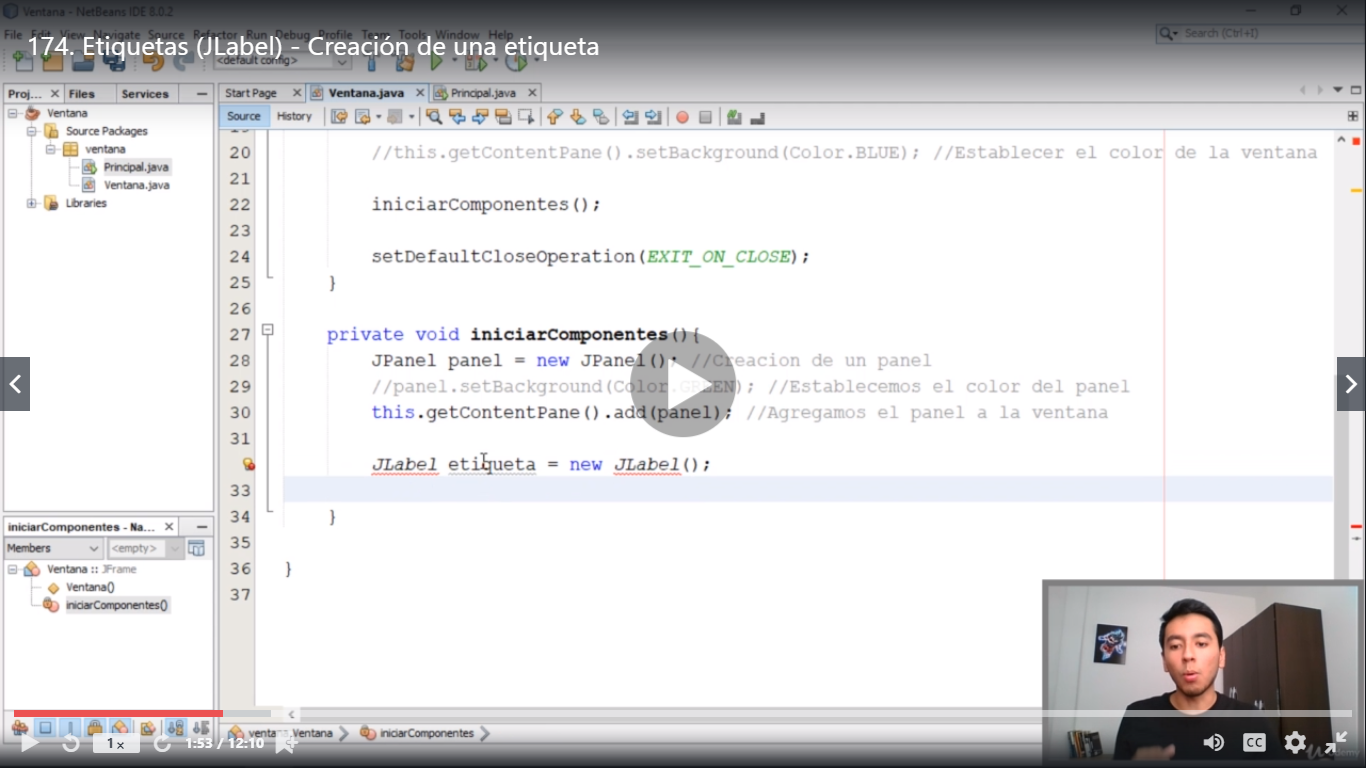 Ventana - NetBeans IDE 8.0.2
File Edit View Navigate Source Refactor Run Debug Profile Team Tools Window Help
174. Etiquetas (JLabel) - Creación de una etiqueta
Search (Ctrl+I)
<default config>
Proj... Files Services
Start Page Ventana.java Principal.java
Source History
Ventana
Source Packages
ventana
Principal.java
Ventana.java
Libraries
20 //this.getContentPane().setBackground(Color.BLUE); //Establecer el color de la ventana
21
22 iniciarComponentes();
23
24 setDefaultCloseOperation(EXIT_ON_CLOSE);
25 }
26
27 private void iniciarComponentes(){
28 JPanel panel = new JPanel(); //Creacion de un panel
29 //panel.setBackground(Color.GREEN); //Establecemos el color del panel
30 this.getContentPane().add(panel); //Agregamos el panel a la ventana
31
JLabel etiqueta = new JLabel();
33
34 }
35
36 }
37
iniciarComponentes - Na...
Members <empty>
Ventana :: JFrame
Ventana()
iniciarComponentes()
ventana.Ventana iniciarComponentes
1x 1:53 / 12:10
CC